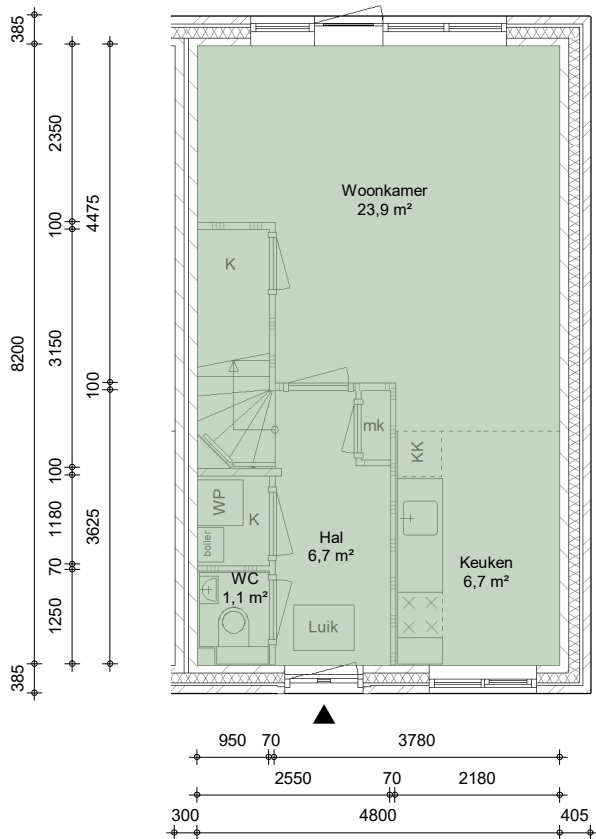 385
2350
100
4475
8200
3150
100
100
1180
3625
70
1250
385
Woonkamer
23,9 m²
K
mk
KK
WP
K
boiler
Hal
6,7 m²
WC
1,1 m²
Keuken
6,7 m²
Luik
950 70 3780
2550 70 2180
300 4800 405